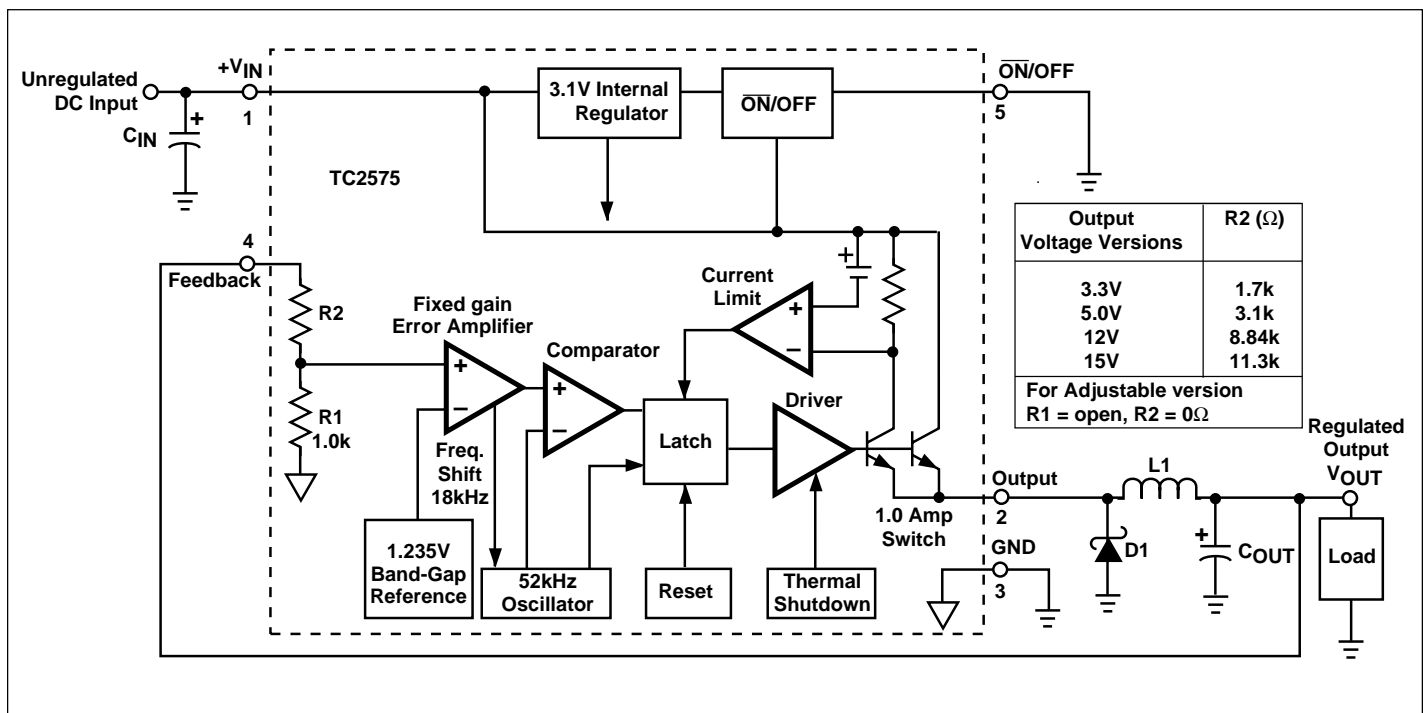 Unregulated
DC Input
+VIN
1
CIN
+
TC2575
3.1V Internal
Regulator
ON/OFF
ON/OFF
5
4
Feedback
R2
R1
1.0k
Fixed gain
Error Amplifier
+
−
Freq.
Shift
18kHz
Comparator
+
−
Latch
Current
Limit
+
−
+
Driver
1.0 Amp
Switch
1.235V
Band-Gap
Reference
52kHz
Oscillator
Reset
Thermal
Shutdown
Output
2
GND
3
Output
Voltage Versions
R2 (Ω)
3.3V 1.7k
5.0V 3.1k
12V 8.84k
15V 11.3k
For Adjustable version
R1 = open, R2 = 0Ω
L1
D1
+
COUT
Regulated
Output
VOUT
Load